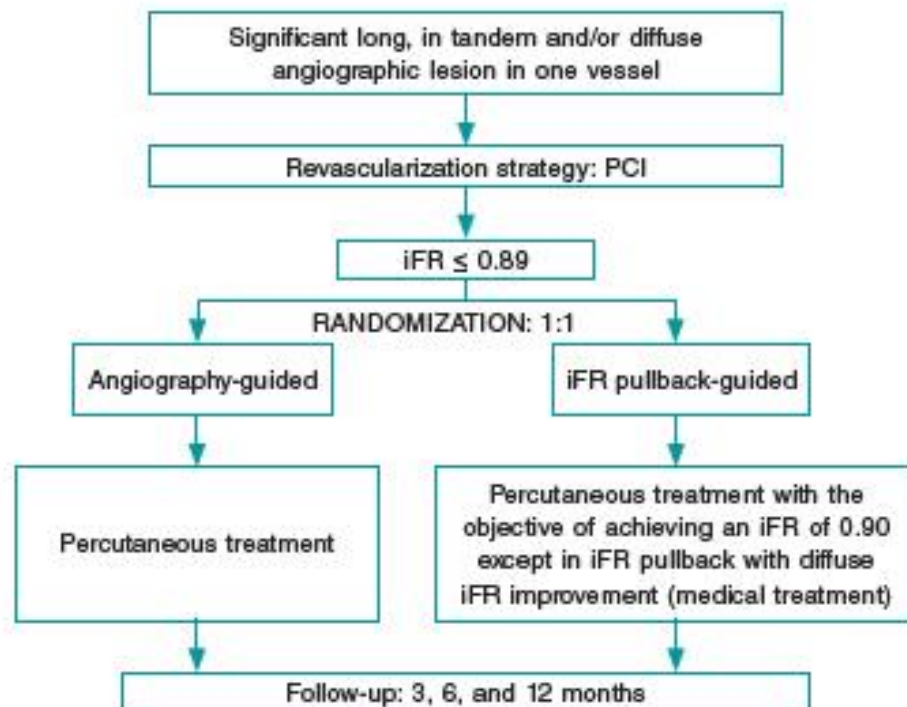 Significant long, in tandem and/or diffuse
angiographic lesion in one vessel
Revascularization strategy: PCI
iFR ≤ 0.89
RANDOMIZATION: 1:1
Angiography-guided
iFR pullback-guided
Percutaneous treatment
Percutaneous treatment with the
objective of achieving an iFR of 0.90
except in iFR pullback with diffuse
iFR improvement (medical treatment)
Follow-up: 3, 6, and 12 months